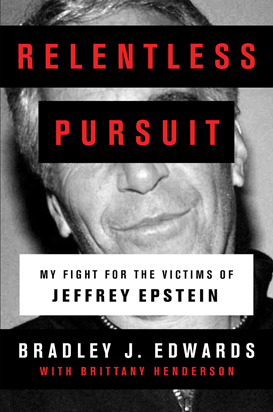 RELENTLESS
PURSUIT
MY FIGHT FOR THE VICTIMS OF
JEFFREY EPSTEIN
BRADLEY J. EDWARDS
WITH BRITTANY HENDERSON